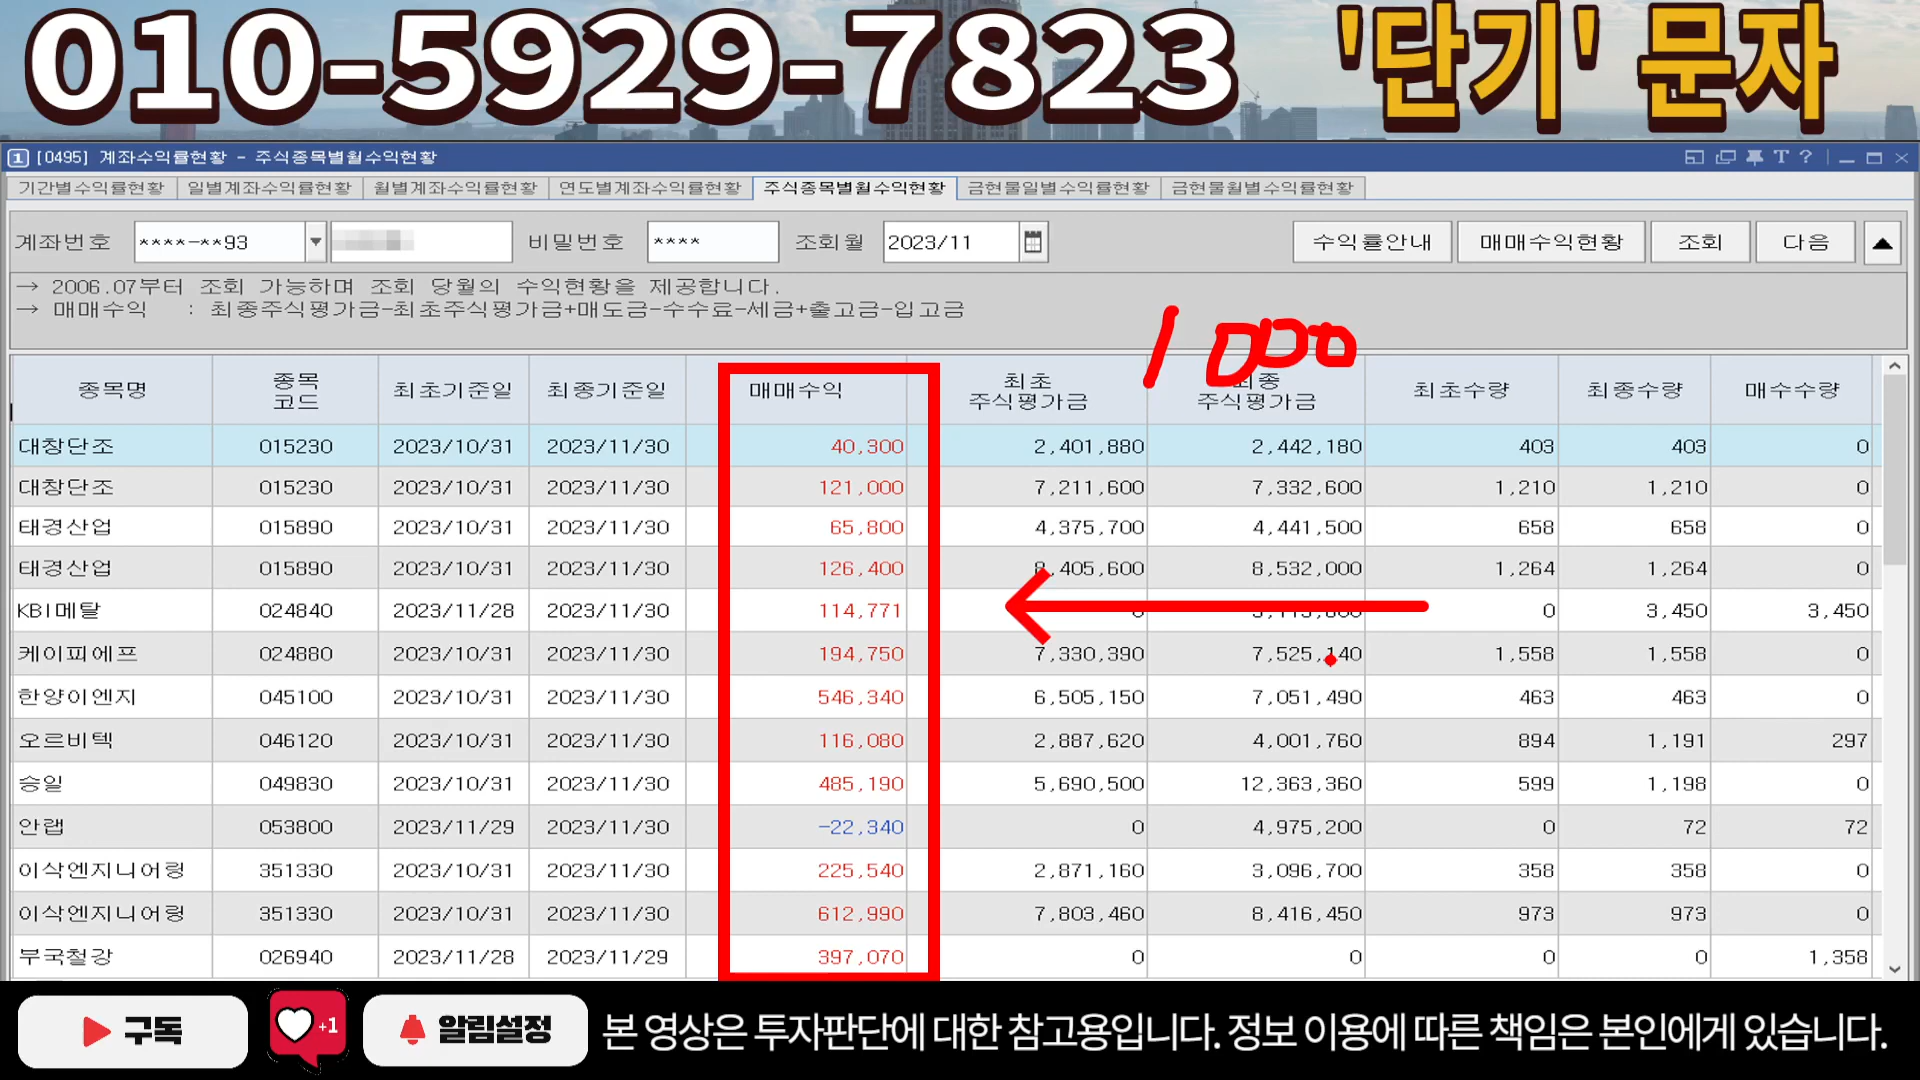 010-5929-7823 '단기' 문자
1 [0495] 계좌수익률현황 - 주식종목별월수익현황
기간별수익률현황 일별계좌수익률현황 월별계좌수익률현황 연도별계좌수익률현황 주식종목별월수익현황 금현물일별수익률현황 금현물월별수익률현황
계좌번호 ****-**93 비밀번호 **** 조회월 2023/11 수익률안내 매매수익현황 조회 다음
→ 2006.07부터 조회 가능하며 조회 당월의 수익현황을 제공합니다.
→ 매매수익 : 최종주식평가금-최초주식평가금+매도금-수수료-세금+출고금-입고금
1000
종목명 종목코드 최초기준일 최종기준일 매매수익 최초주식평가금 최종주식평가금 최초수량 최종수량 매수수량
대창단조 015230 2023/10/31 2023/11/30 40,300 2,401,880 2,442,180 403 403 0
대창단조 015230 2023/10/31 2023/11/30 121,000 7,211,600 7,332,600 1,210 1,210 0
태경산업 015890 2023/10/31 2023/11/30 65,800 4,375,700 4,441,500 658 658 0
태경산업 015890 2023/10/31 2023/11/30 126,400 8,405,600 8,532,000 1,264 1,264 0
KBI메탈 024840 2023/11/28 2023/11/30 114,771 0 0 3,450 3,450
케이피에프 024880 2023/10/31 2023/11/30 194,750 7,330,390 7,525,140 1,558 1,558 0
한양이엔지 045100 2023/10/31 2023/11/30 546,340 6,505,150 7,051,490 463 463 0
오르비텍 046120 2023/10/31 2023/11/30 116,080 2,887,620 4,001,760 894 1,191 297
승일 049830 2023/10/31 2023/11/30 485,190 5,690,500 12,363,360 599 1,198 0
안랩 053800 2023/11/29 2023/11/30 -22,340 0 4,975,200 0 72 72
이삭엔지니어링 351330 2023/10/31 2023/11/30 225,540 2,871,160 3,096,700 358 358 0
이삭엔지니어링 351330 2023/10/31 2023/11/30 612,990 7,803,460 8,416,450 973 973 0
부국철강 026940 2023/11/28 2023/11/29 397,070 0 0 0 0 1,358
구독 +1 알림설정 본 영상은 투자판단에 대한 참고용입니다. 정보 이용에 따른 책임은 본인에게 있습니다.